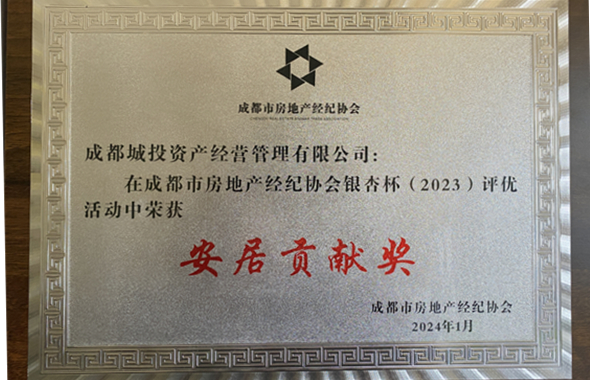 成都市房地产经纪协会
成都城投资产经营管理有限公司：
在成都市房地产经纪协会银杏杯（2023）评优
活动中荣获
安居贡献奖
成都市房地产经纪协会
2024年1月